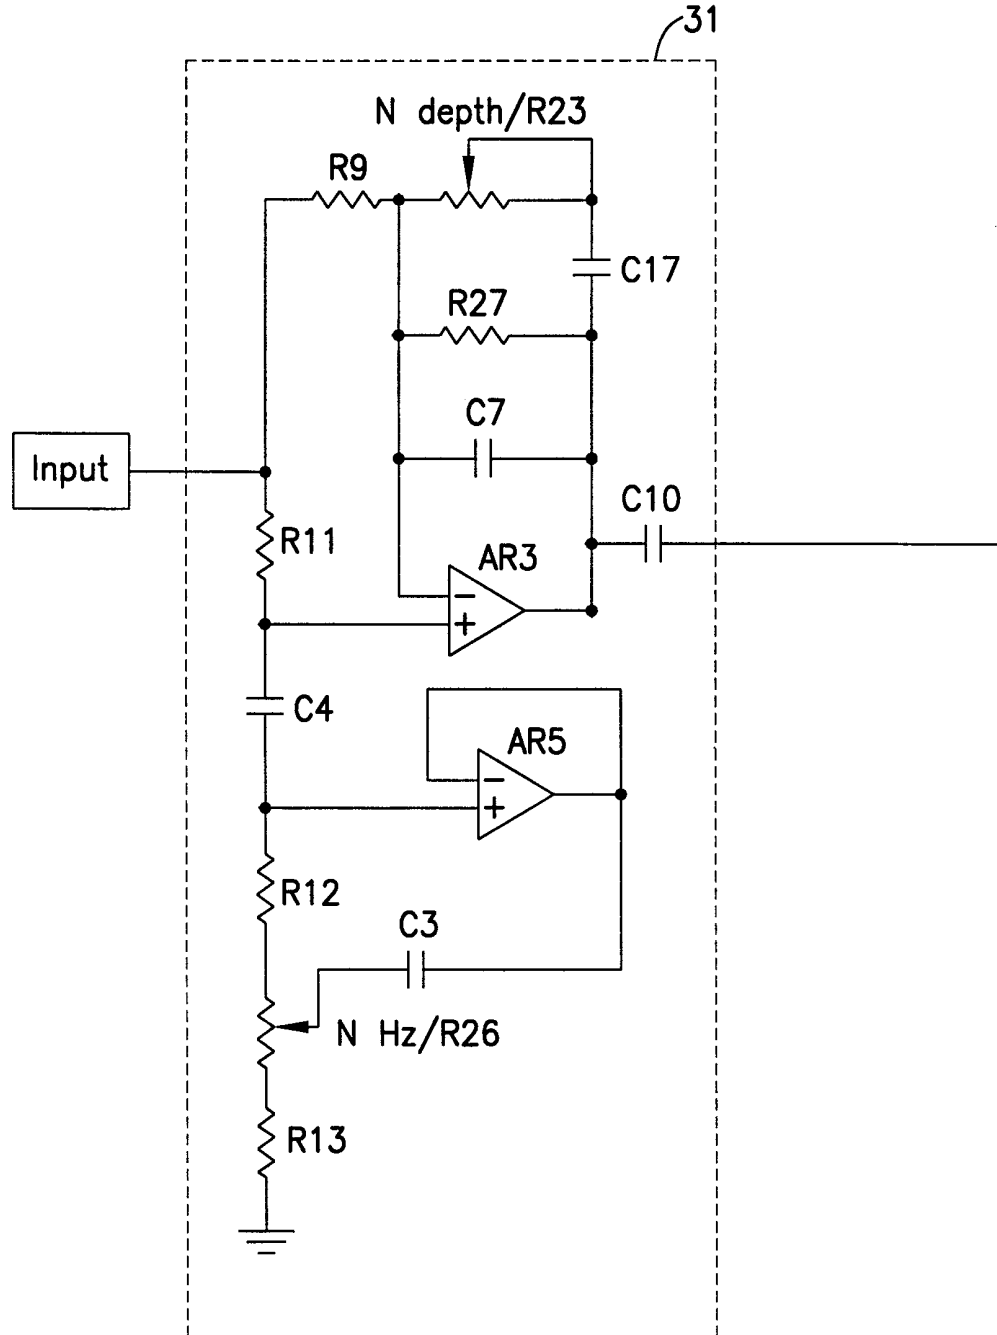 31
N depth/R23
R9
C17
R27
C7
Input
C10
R11
AR3
−
+
C4
AR5
−
+
R12
C3
N Hz/R26
R13